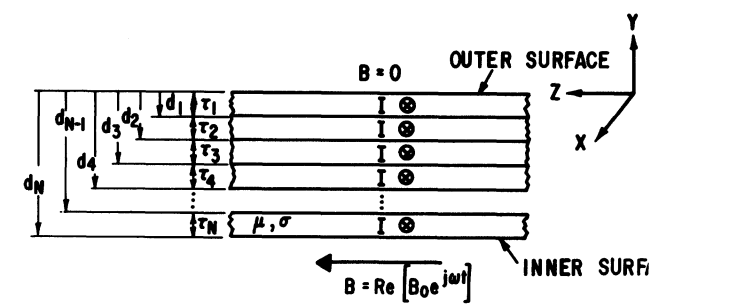 Y
OUTER SURFACE
B = 0
Z
X
d₁ τ₁ I ⊗
d₂ τ₂ I ⊗
d₃ τ₃ I ⊗
d₄ τ₄ I ⊗
dN-1
dN τN μ, σ I ⊗
INNER SURFA
B = Re [B₀e^jωt]